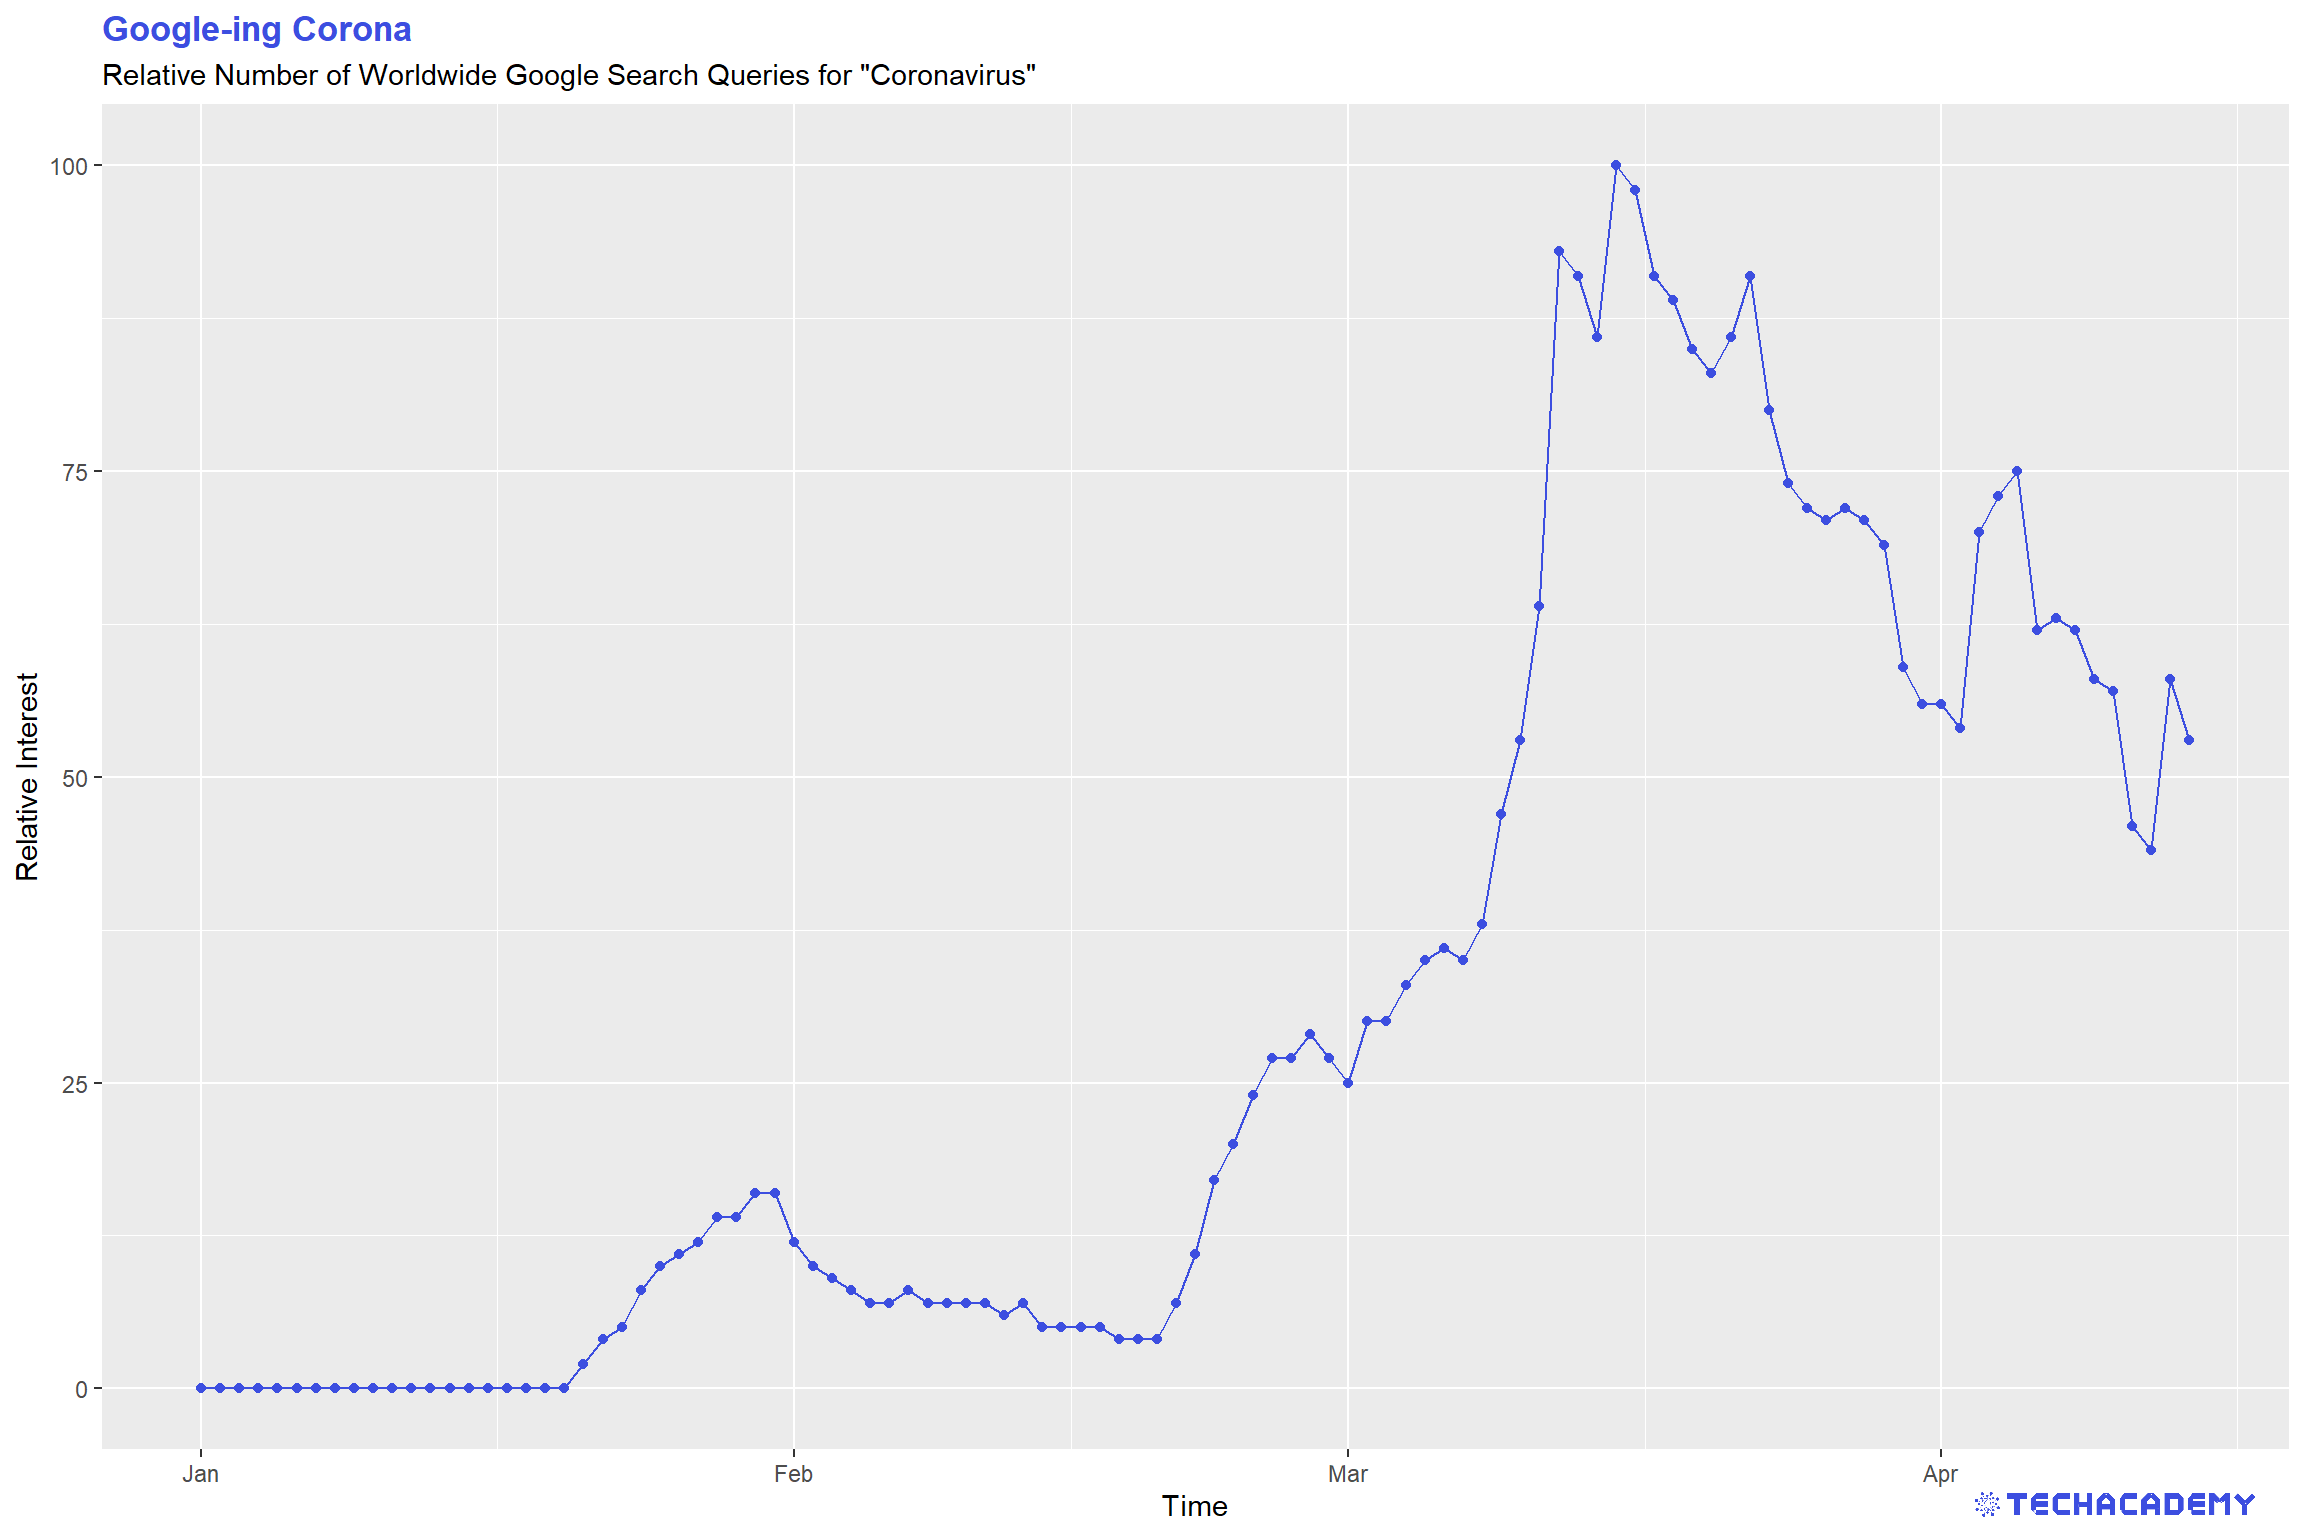 Google-ing Corona
Relative Number of Worldwide Google Search Queries for "Coronavirus"
100
75
50
25
0
Relative Interest
Jan
Feb
Mar
Apr
Time
TECHACADEMY